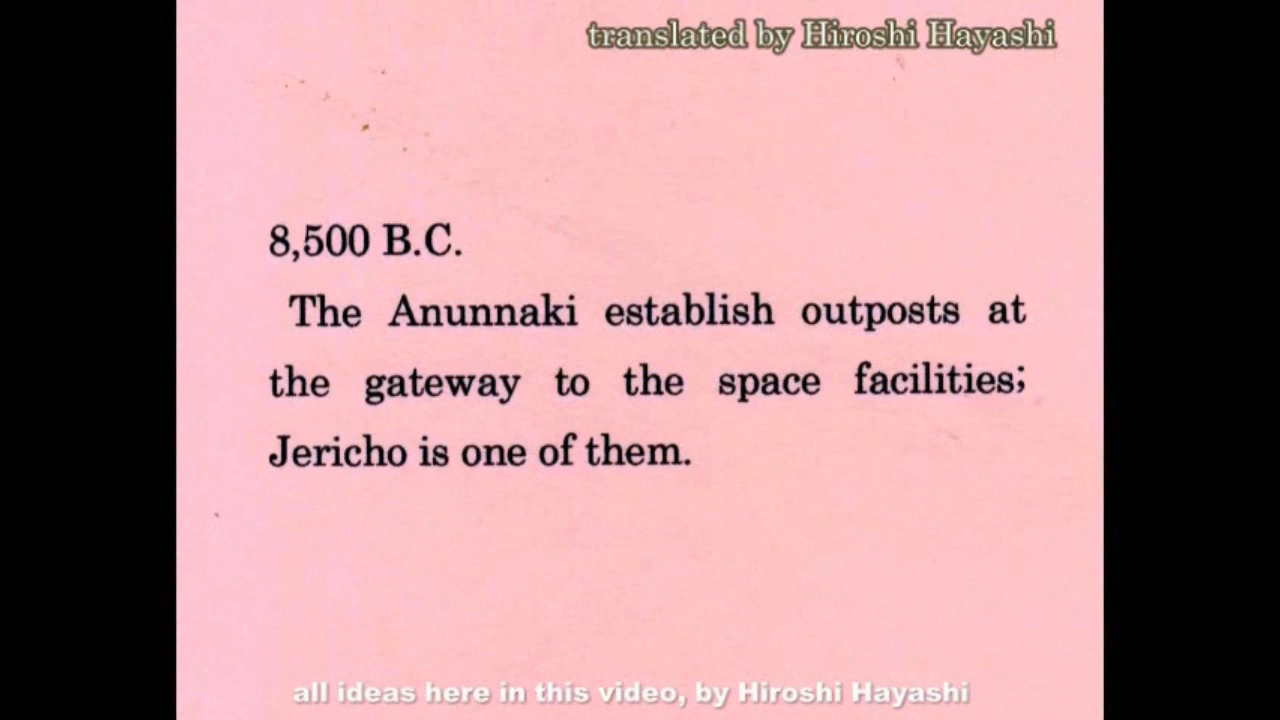 translated by Hiroshi Hayashi
8,500 B.C.
The Anunnaki establish outposts at
the gateway to the space facilities;
Jericho is one of them.
all ideas here in this video, by Hiroshi Hayashi